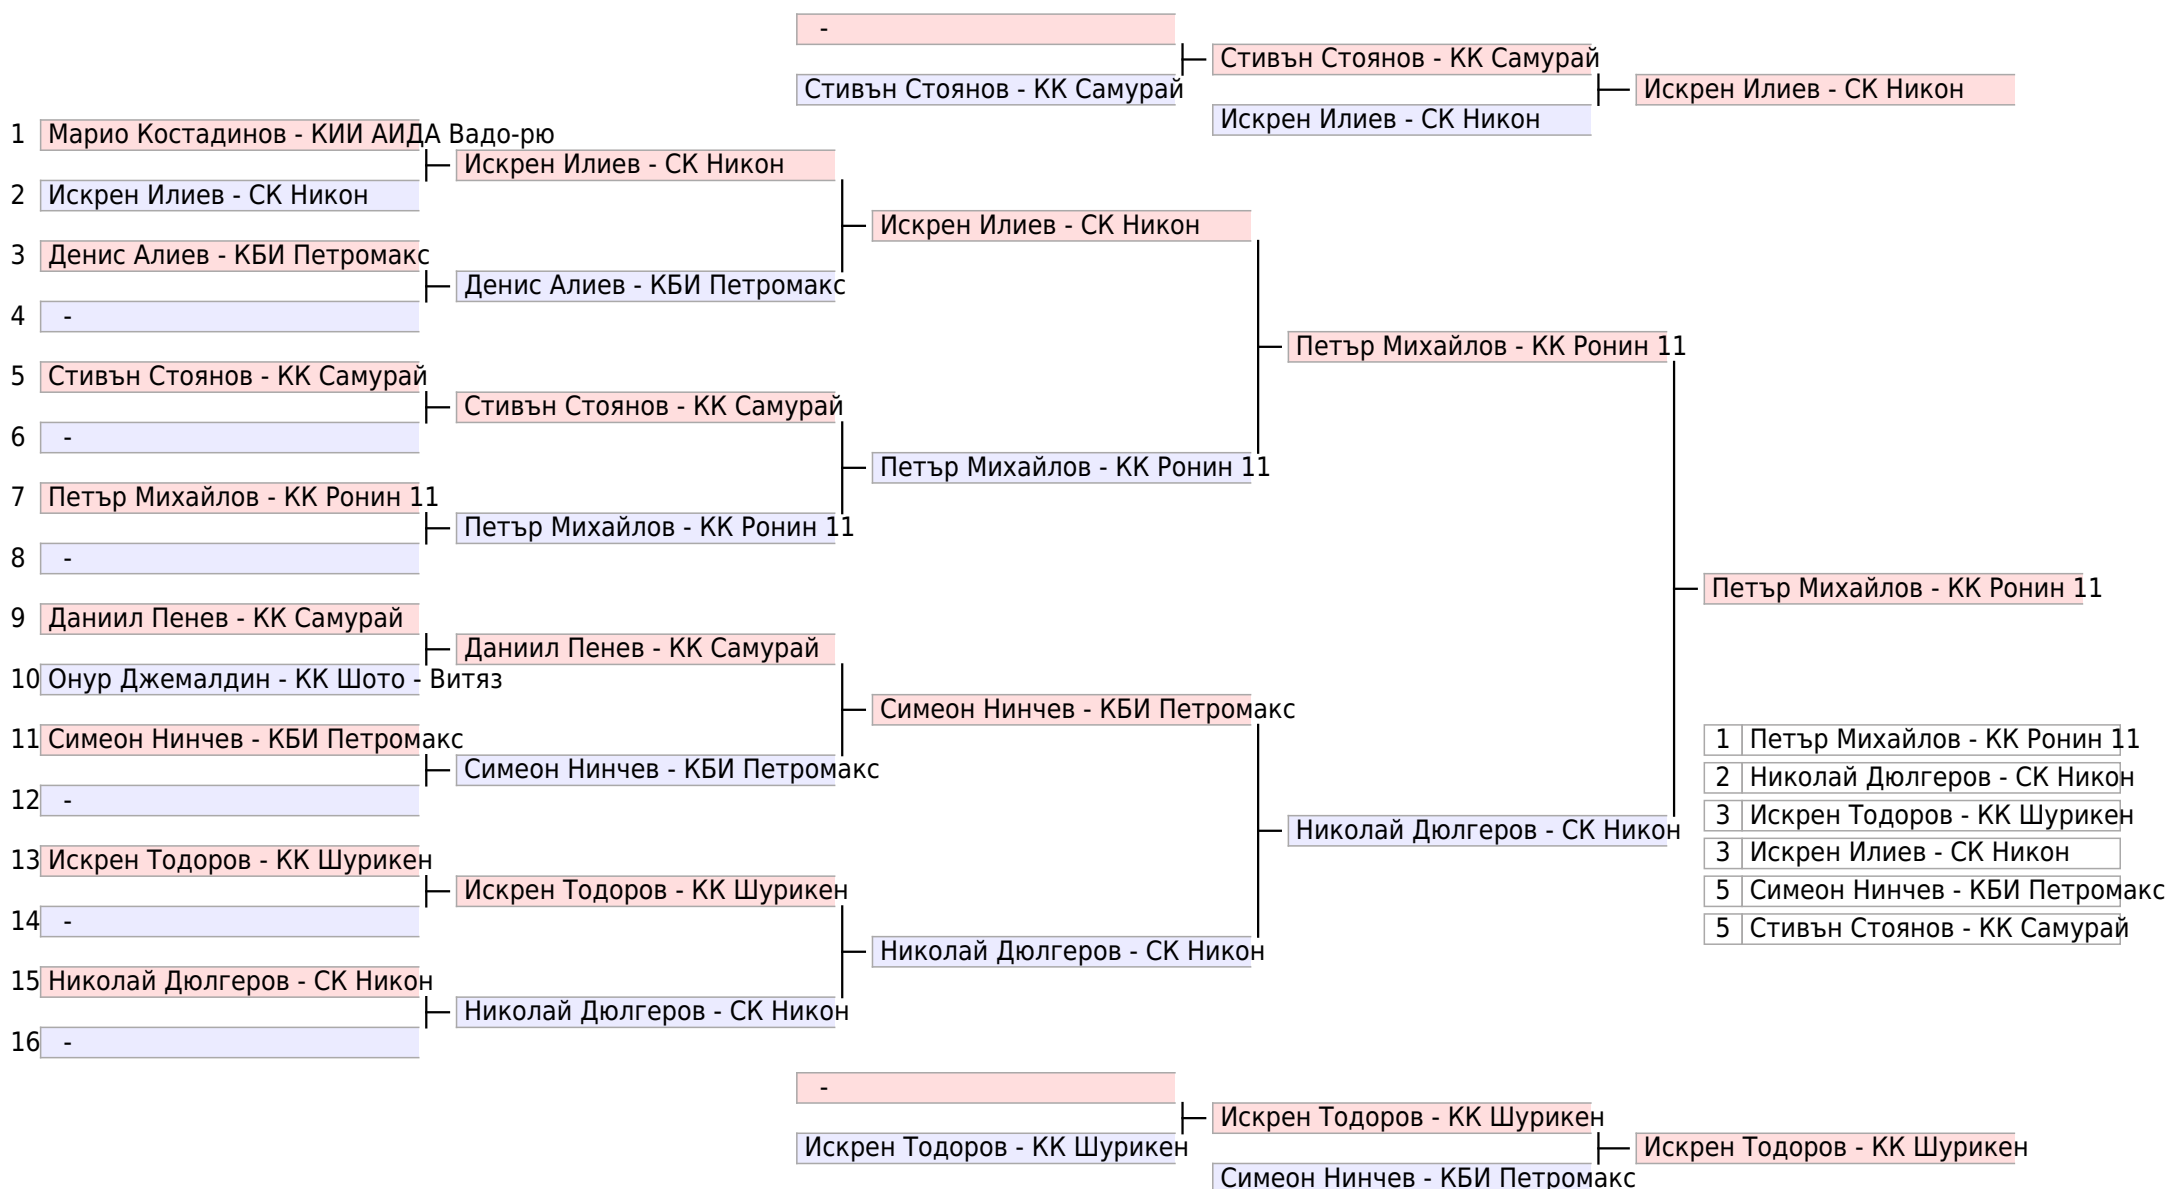 -
Стивън Стоянов - КК Самурай
Стивън Стоянов - КК Самурай
Искрен Илиев - СК Никон
Искрен Илиев - СК Никон
1 Марио Костадинов - КИИ АИДА Вадо-рю
Искрен Илиев - СК Никон
2 Искрен Илиев - СК Никон
Искрен Илиев - СК Никон
3 Денис Алиев - КБИ Петромакс
Денис Алиев - КБИ Петромакс
4 -
Петър Михайлов - КК Ронин 11
5 Стивън Стоянов - КК Самурай
Стивън Стоянов - КК Самурай
6 -
Петър Михайлов - КК Ронин 11
7 Петър Михайлов - КК Ронин 11
Петър Михайлов - КК Ронин 11
8 -
Петър Михайлов - КК Ронин 11
9 Даниил Пенев - КК Самурай
Даниил Пенев - КК Самурай
10 Онур Джемалдин - КК Шото - Витяз
Симеон Нинчев - КБИ Петромакс
11 Симеон Нинчев - КБИ Петромакс
Симеон Нинчев - КБИ Петромакс
12 -
Николай Дюлгеров - СК Никон
13 Искрен Тодоров - КК Шурикен
Искрен Тодоров - КК Шурикен
14 -
Николай Дюлгеров - СК Никон
15 Николай Дюлгеров - СК Никон
Николай Дюлгеров - СК Никон
16 -
1 Петър Михайлов - КК Ронин 11
2 Николай Дюлгеров - СК Никон
3 Искрен Тодоров - КК Шурикен
3 Искрен Илиев - СК Никон
5 Симеон Нинчев - КБИ Петромакс
5 Стивън Стоянов - КК Самурай
-
Искрен Тодоров - КК Шурикен
Искрен Тодоров - КК Шурикен
Искрен Тодоров - КК Шурикен
Симеон Нинчев - КБИ Петромакс